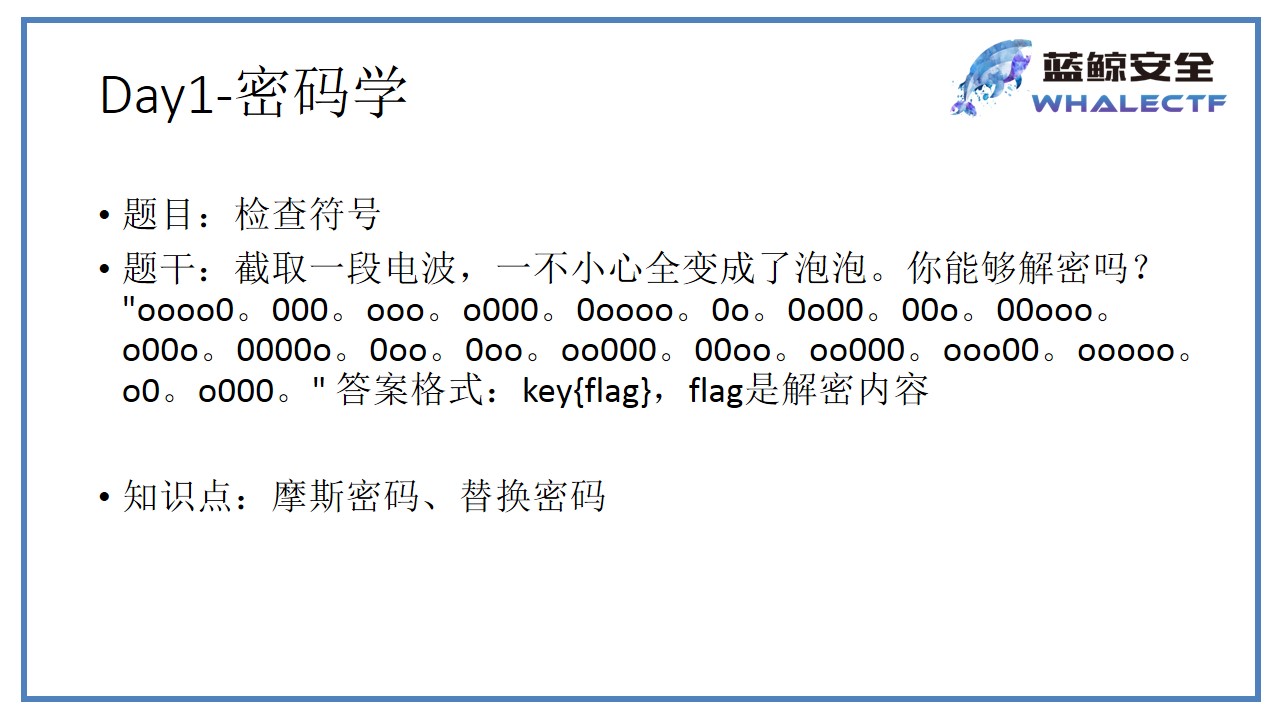 Day1-密码学
蓝鲸安全
WHALECTF
• 题目：检查符号
• 题干：截取一段电波，一不小心全变成了泡泡。你能够解密吗？
"oooo0。000。ooo。o000。0oooo。0o。0o00。00o。00ooo。
o00o。0000o。0oo。0oo。oo000。00oo。oo000。ooo00。ooooo。
o0。o000。" 答案格式：key{flag}，flag是解密内容
• 知识点：摩斯密码、替换密码